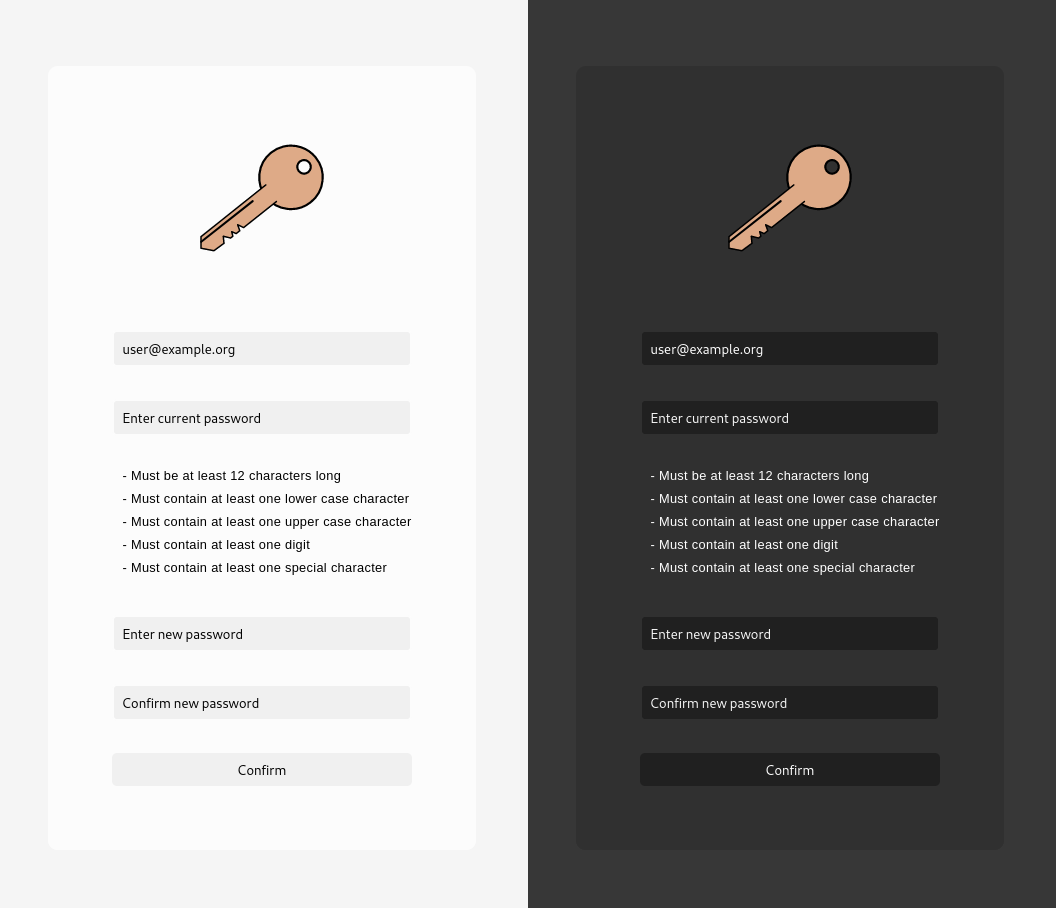 user@example.org
Enter current password
- Must be at least 12 characters long
- Must contain at least one lower case character
- Must contain at least one upper case character
- Must contain at least one digit
- Must contain at least one special character
Enter new password
Confirm new password
Confirm
user@example.org
Enter current password
- Must be at least 12 characters long
- Must contain at least one lower case character
- Must contain at least one upper case character
- Must contain at least one digit
- Must contain at least one special character
Enter new password
Confirm new password
Confirm